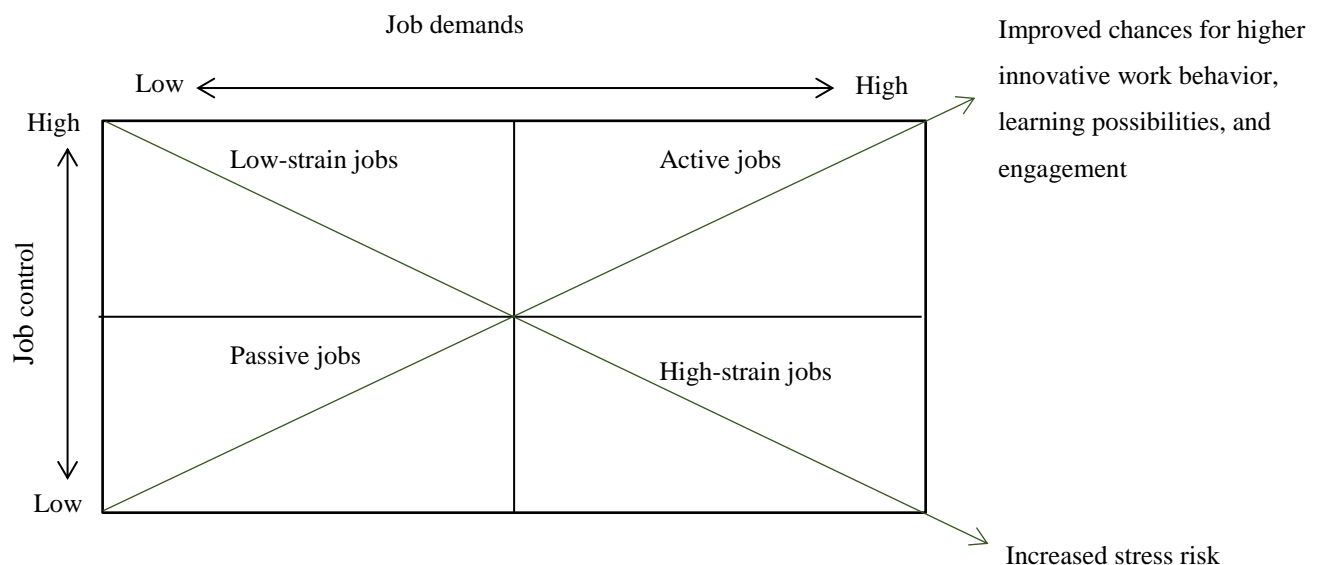 Job demands
Improved chances for higher
innovative work behavior,
learning possibilities, and
engagement
Low
High
High
Low-strain jobs
Active jobs
Job control
Passive jobs
High-strain jobs
Low
Increased stress risk